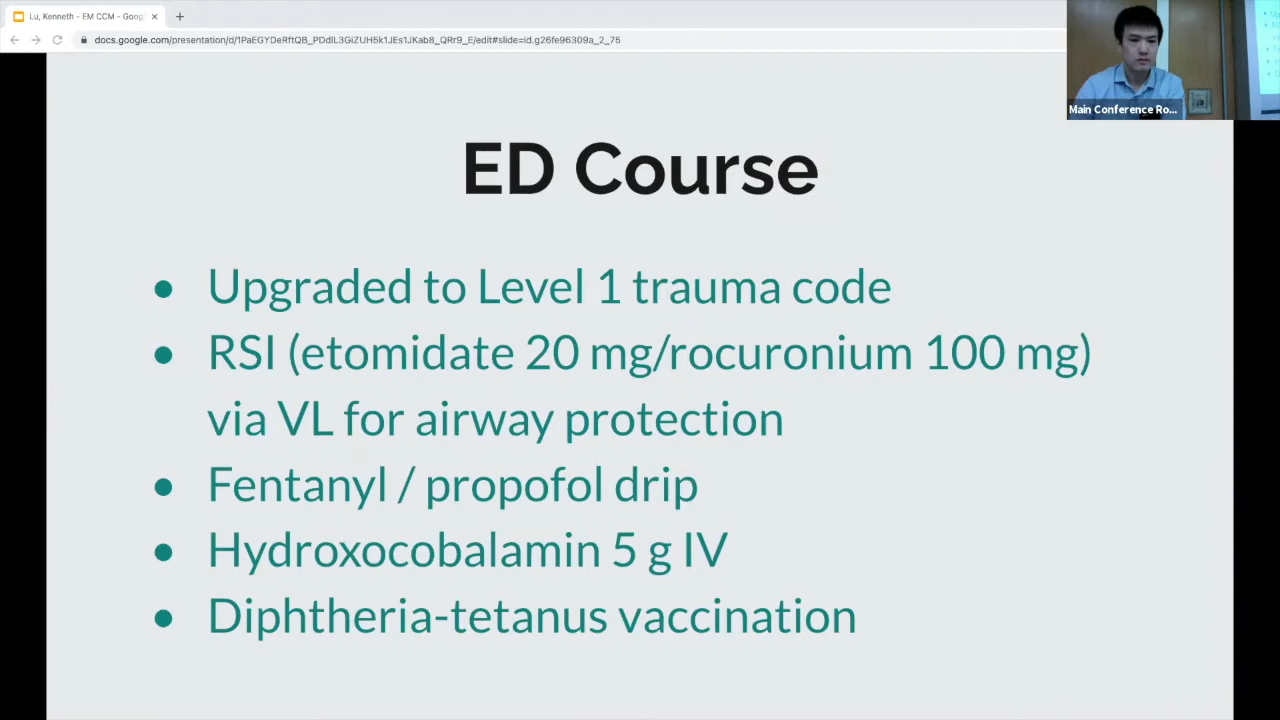 Lu, Kenneth - EM CCM - Goog
docs.google.com/presentation/d/1PaEGYDeRftQB_PDdlL3GiZUH5k1JEs1JKab8_QRr9_E/edit#slide=id.g26fe96309a_2_75
Main Conference Ro...
ED Course
• Upgraded to Level 1 trauma code
• RSI (etomidate 20 mg/rocuronium 100 mg)
via VL for airway protection
• Fentanyl / propofol drip
• Hydroxocobalamin 5 g IV
• Diphtheria-tetanus vaccination